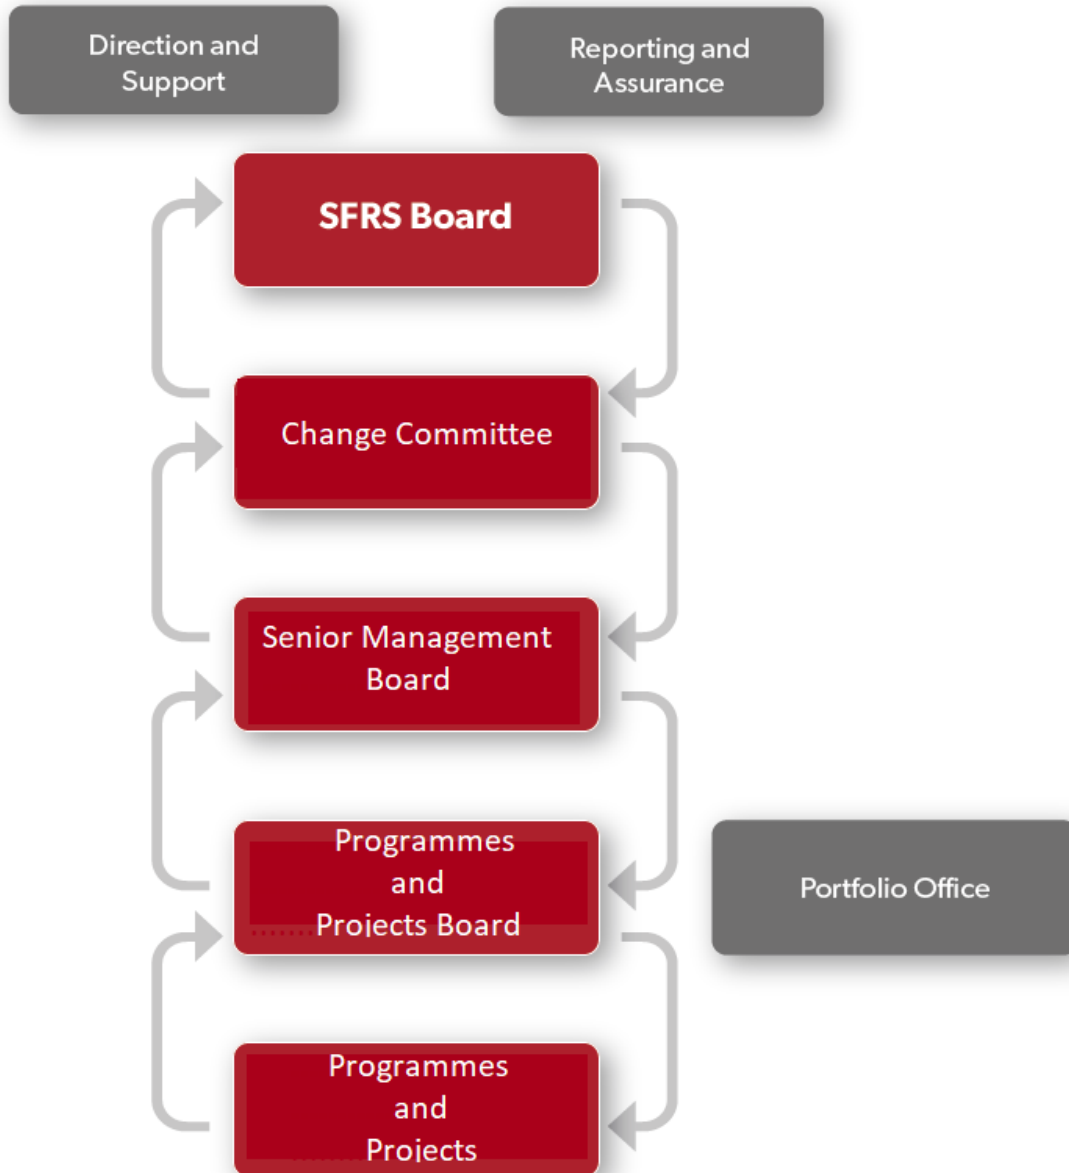 Direction and
Support
Reporting and
Assurance
SFRS Board
Change Committee
Senior Management
Board
Programmes
and
Projects Board
Portfolio Office
Programmes
and
Projects